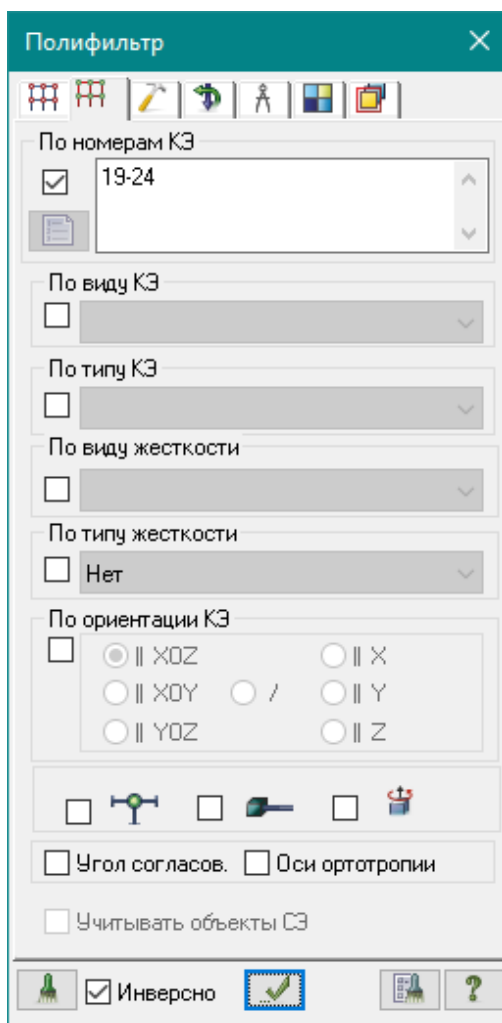 Полифильтр
По номерам КЭ
19-24
По виду КЭ
По типу КЭ
По виду жесткости
По типу жесткости
Нет
По ориентации КЭ
|| XOZ || X
|| XOY / || Y
|| YOZ || Z
Угол согласов. Оси ортотропии
Учитывать объекты СЭ
Инверсно ?